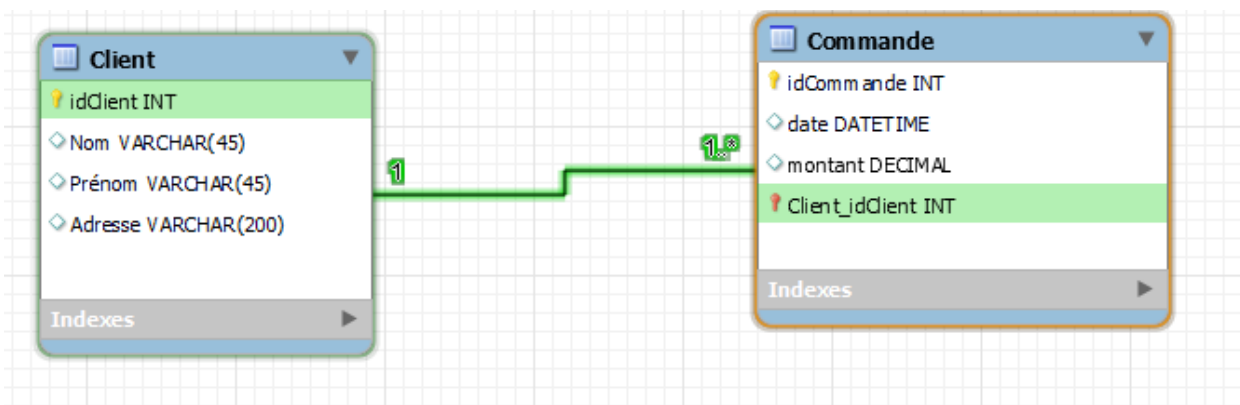 Client
idClient INT
Nom VARCHAR(45)
Prénom VARCHAR(45)
Adresse VARCHAR(200)
Indexes
1
1..*
Commande
idCommande INT
date DATETIME
montant DECIMAL
Client_idClient INT
Indexes